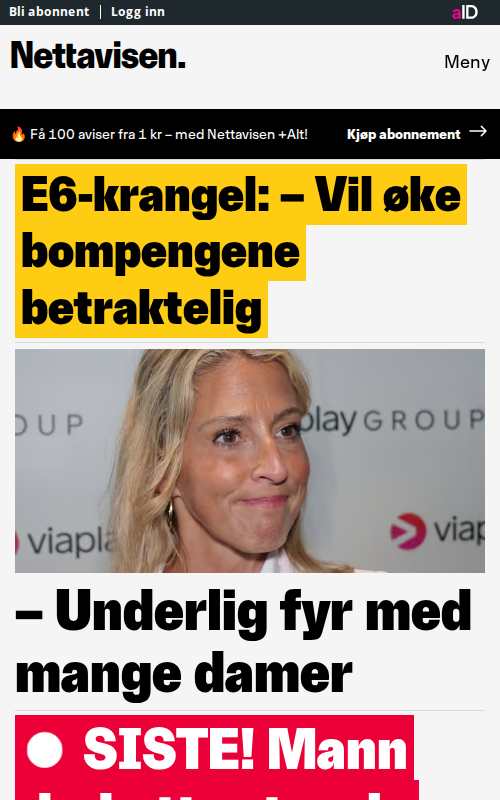 Bli abonnent | Logg inn
aID
Nettavisen.
Meny
🔥 Få 100 aviser fra 1 kr – med Nettavisen +Alt!
Kjøp abonnement →
E6-krangel: – Vil øke
bompengene
betraktelig
OUP
play GROUP
viapla
viap
– Underlig fyr med
mange damer
SISTE! Mann